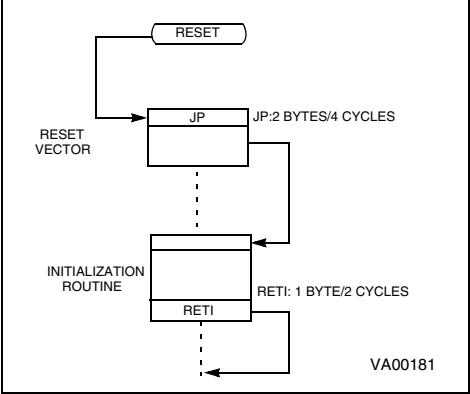 RESET
JP
JP:2 BYTES/4 CYCLES
RESET
VECTOR
INITIALIZATION
ROUTINE
RETI: 1 BYTE/2 CYCLES
RETI
VA00181